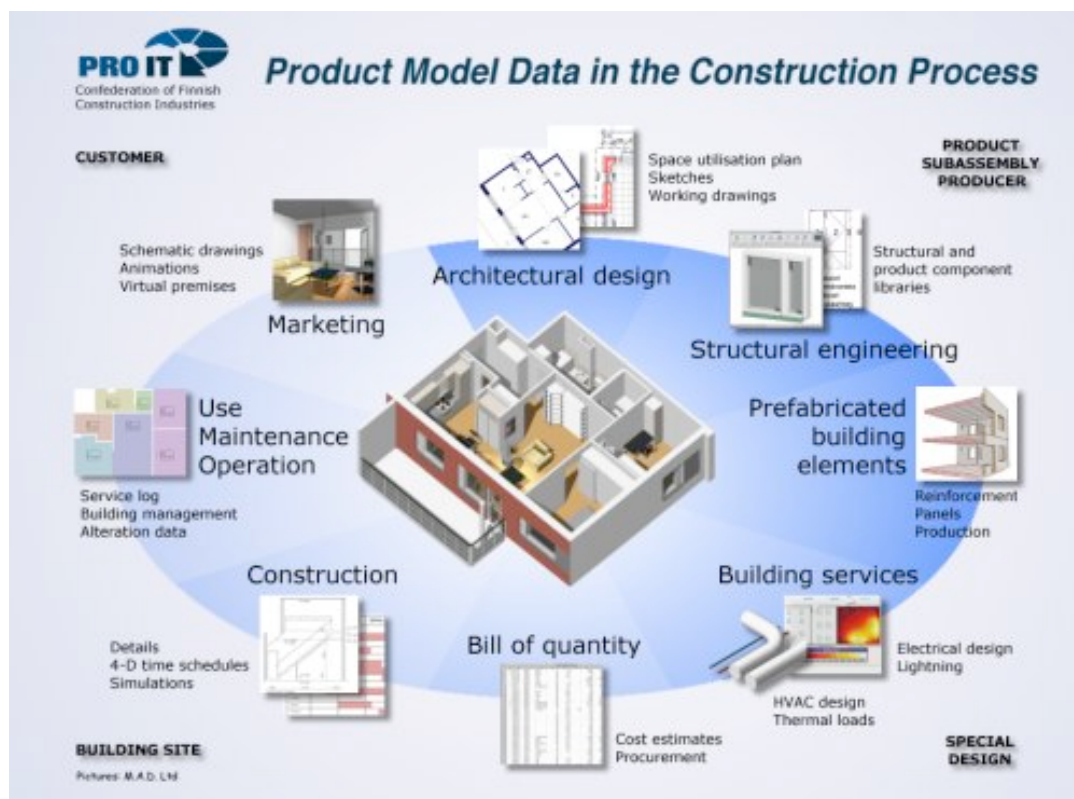 PRO IT
Confederation of Finnish
Construction Industries
Product Model Data in the Construction Process
CUSTOMER
PRODUCT
SUBASSEMBLY
PRODUCER
Space utilisation plan
Sketches
Working drawings
Architectural design
Schematic drawings
Animations
Virtual premises
Marketing
Structural and
product component
libraries
Structural engineering
Use
Maintenance
Operation
Service log
Building management
Alteration data
Prefabricated
building
elements
Reinforcement
Panels
Production
Construction
Details
4-D time schedules
Simulations
Bill of quantity
Cost estimates
Procurement
Building services
Electrical design
Lightning
HVAC design
Thermal loads
BUILDING SITE
Pictures: M.A.D. Ltd
SPECIAL
DESIGN